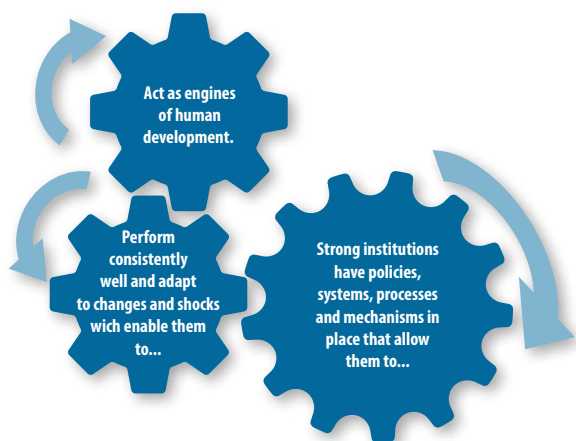 Act as engines
of human
development.
Perform
consistently
well and adapt
to changes and shocks
wich enable them
to...
Strong institutions
have policies,
systems, processes
and mechanisms in
place that allow
them to...